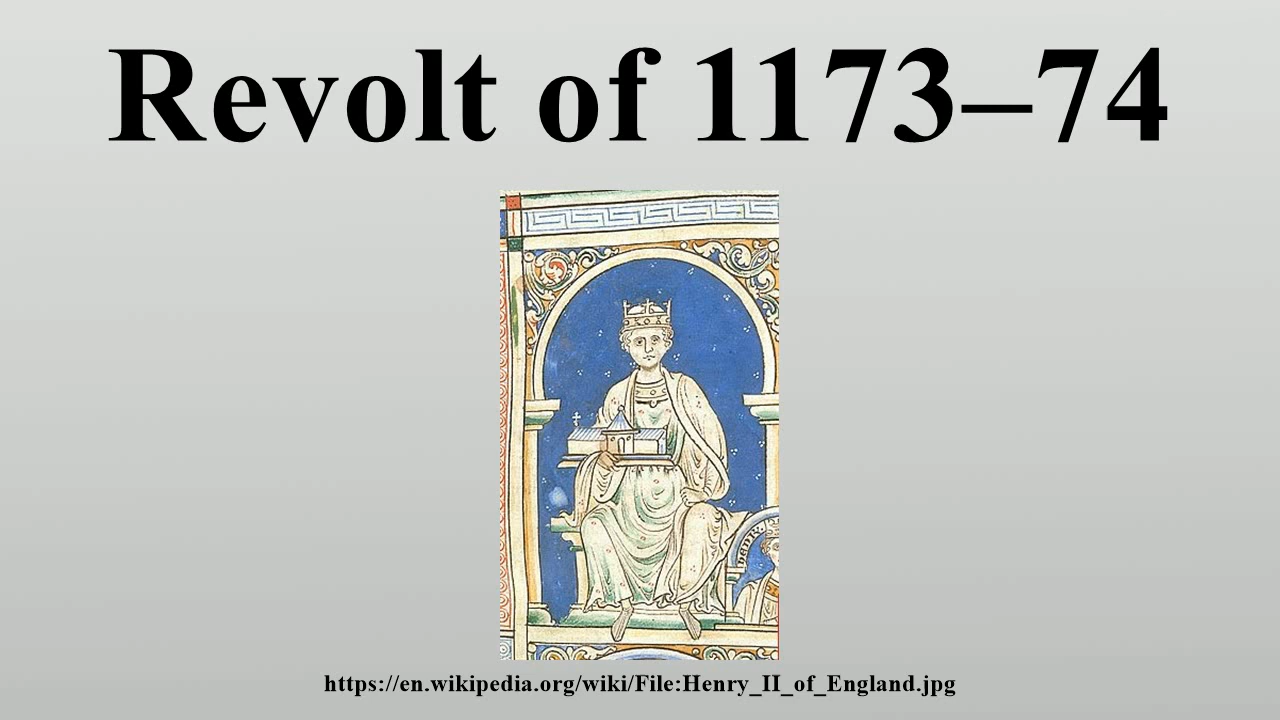 Revolt of 1173–74
https://en.wikipedia.org/wiki/File:Henry_II_of_England.jpg